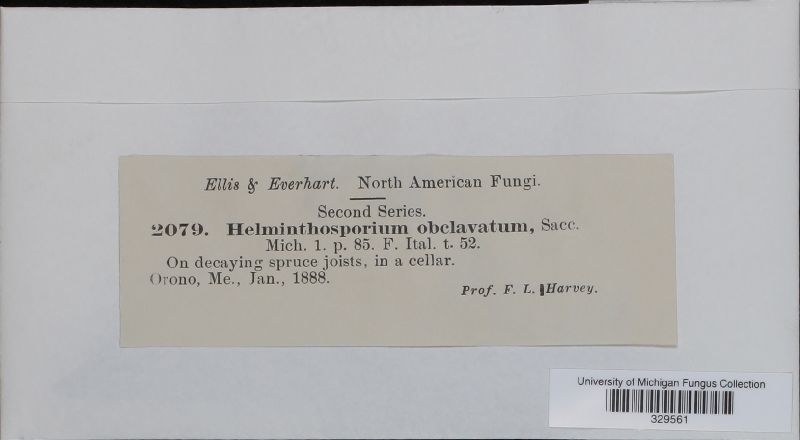 Ellis & Everhart. North American Fungi.
Second Series.
2079. Helminthosporium obclavatum, Sacc.
Mich. 1. p. 85. F. Ital. t. 52.
On decaying spruce joists, in a cellar.
Orono, Me., Jan., 1888.
Prof. F. L. Harvey.
University of Michigan Fungus Collection
329561